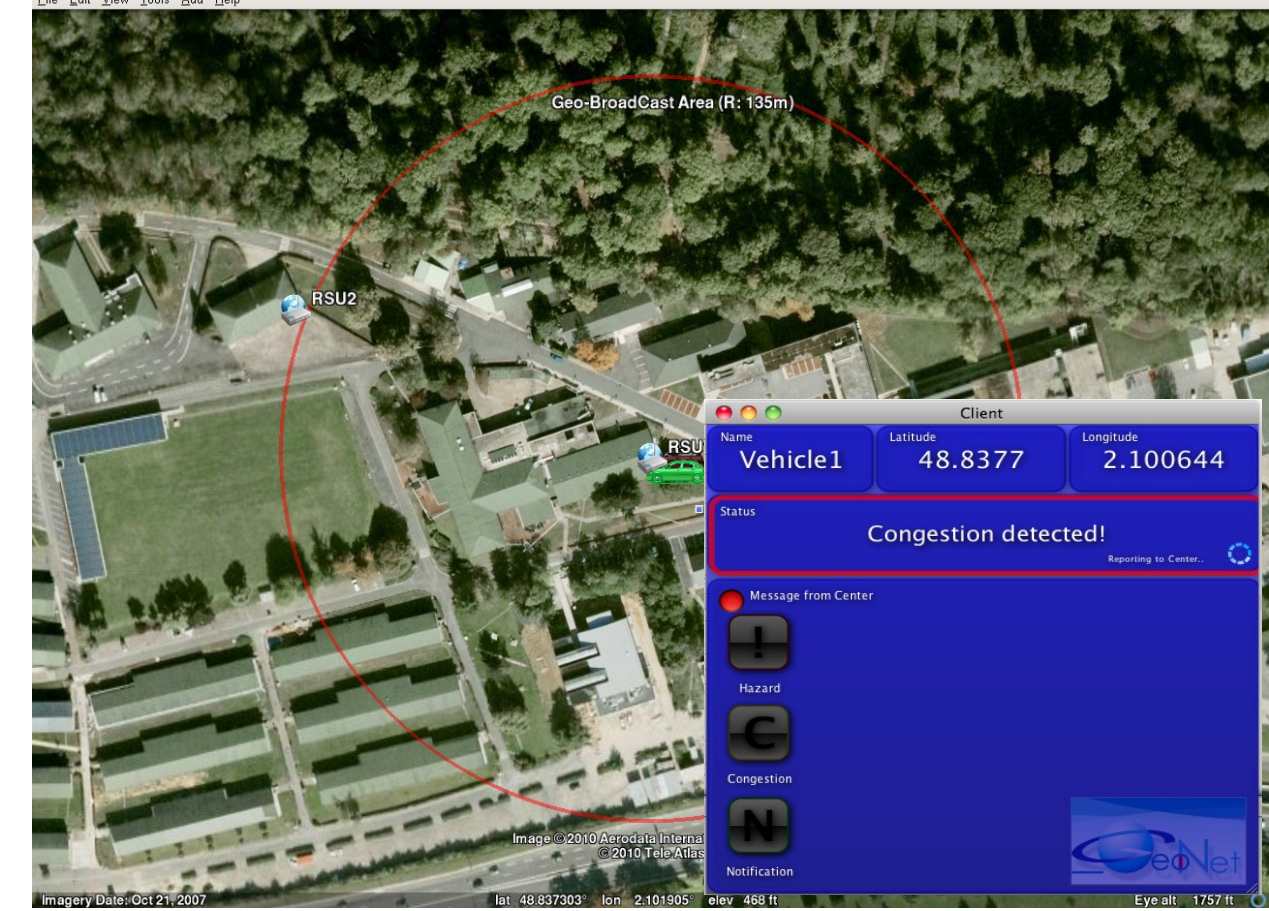 File Edit View Tools Add Help
Geo-BroadCast Area (R: 135m)
RSU2
RSU
Client
Name
Vehicle1
Latitude
48.8377
Longitude
2.100644
Status
Congestion detected!
Reporting to Center..
Message from Center
!
Hazard
C
Congestion
N
Notification
GeoNet
Image © 2010 Aerodata Interna
© 2010 Tele Atlas
Imagery Date: Oct 21, 2007
lat 48.837303° lon 2.101905° elev 468 ft
Eye alt 1757 ft